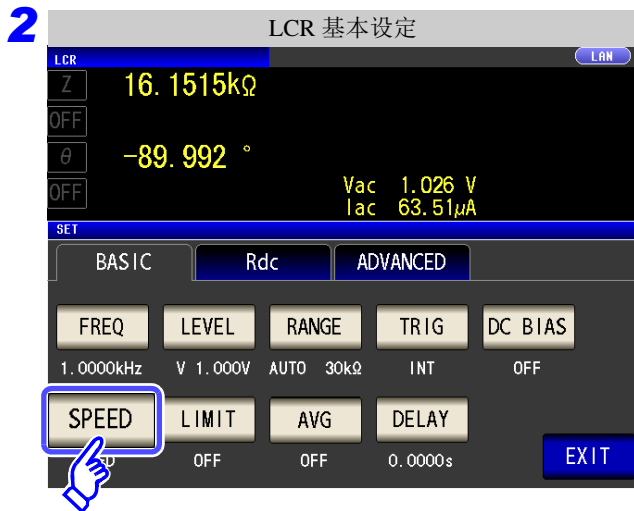 2
LCR 基本设定
LCR
LAN
Z 16.1515kΩ
OFF
θ -89.992 °
OFF
Vac 1.026 V
Iac 63.51μA
SET
BASIC Rdc ADVANCED
FREQ LEVEL RANGE TRIG DC BIAS
1.0000kHz V 1.000V AUTO 30kΩ INT OFF
SPEED LIMIT AVG DELAY
OFF OFF 0.0000s
EXIT